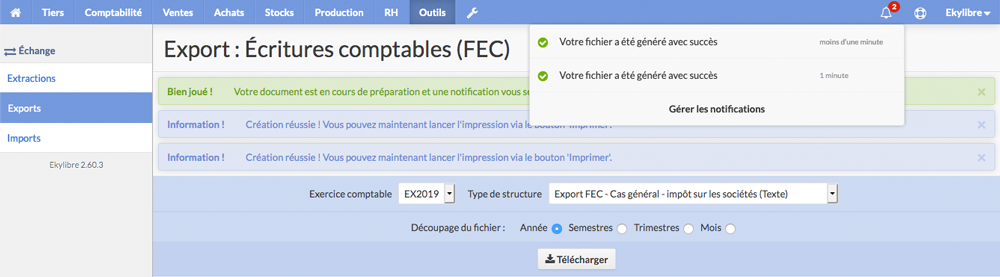 Tiers Comptabilité Ventes Achats Stocks Production RH Outils 2 Ekylibre
Échange
Extractions
Exports
Imports
Ekylibre 2.60.3
Export : Écritures comptables (FEC)
Votre fichier a été généré avec succès moins d'une minute
Votre fichier a été généré avec succès 1 minute
Gérer les notifications
Bien joué ! Votre document est en cours de préparation et une notification vous se
Information ! Création réussie ! Vous pouvez maintenant lancer l'impression via le bouton 'Imprimer'.
Information ! Création réussie ! Vous pouvez maintenant lancer l'impression via le bouton 'Imprimer'.
Exercice comptable EX2019 Type de structure Export FEC - Cas général - impôt sur les sociétés (Texte)
Découpage du fichier : Année Semestres Trimestres Mois
Télécharger